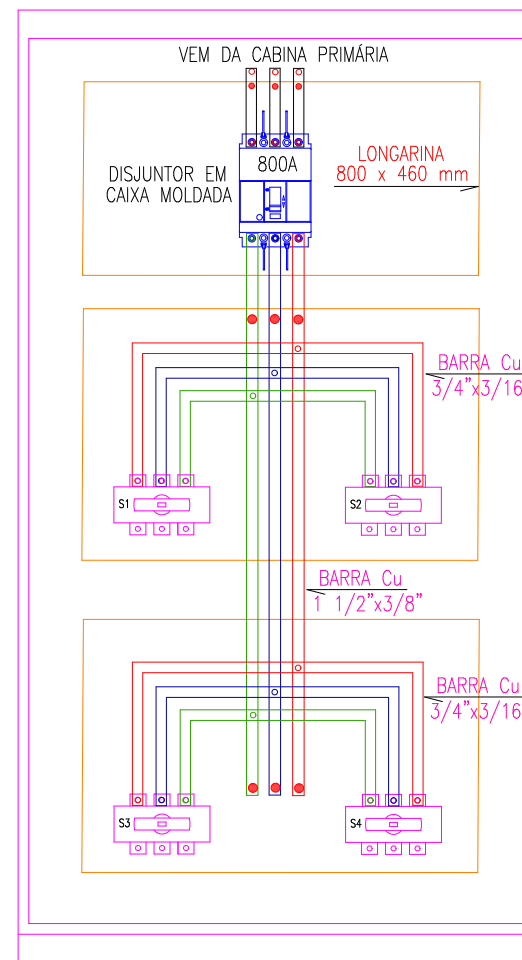 VEM DA CABINA PRIMÁRIA
800A
DISJUNTOR EM
CAIXA MOLDADA
LONGARINA
800 x 460 mm
BARRA Cu
3/4"x3/16
S1
S2
BARRA Cu
1 1/2"x3/8"
BARRA Cu
3/4"x3/16
S3
S4